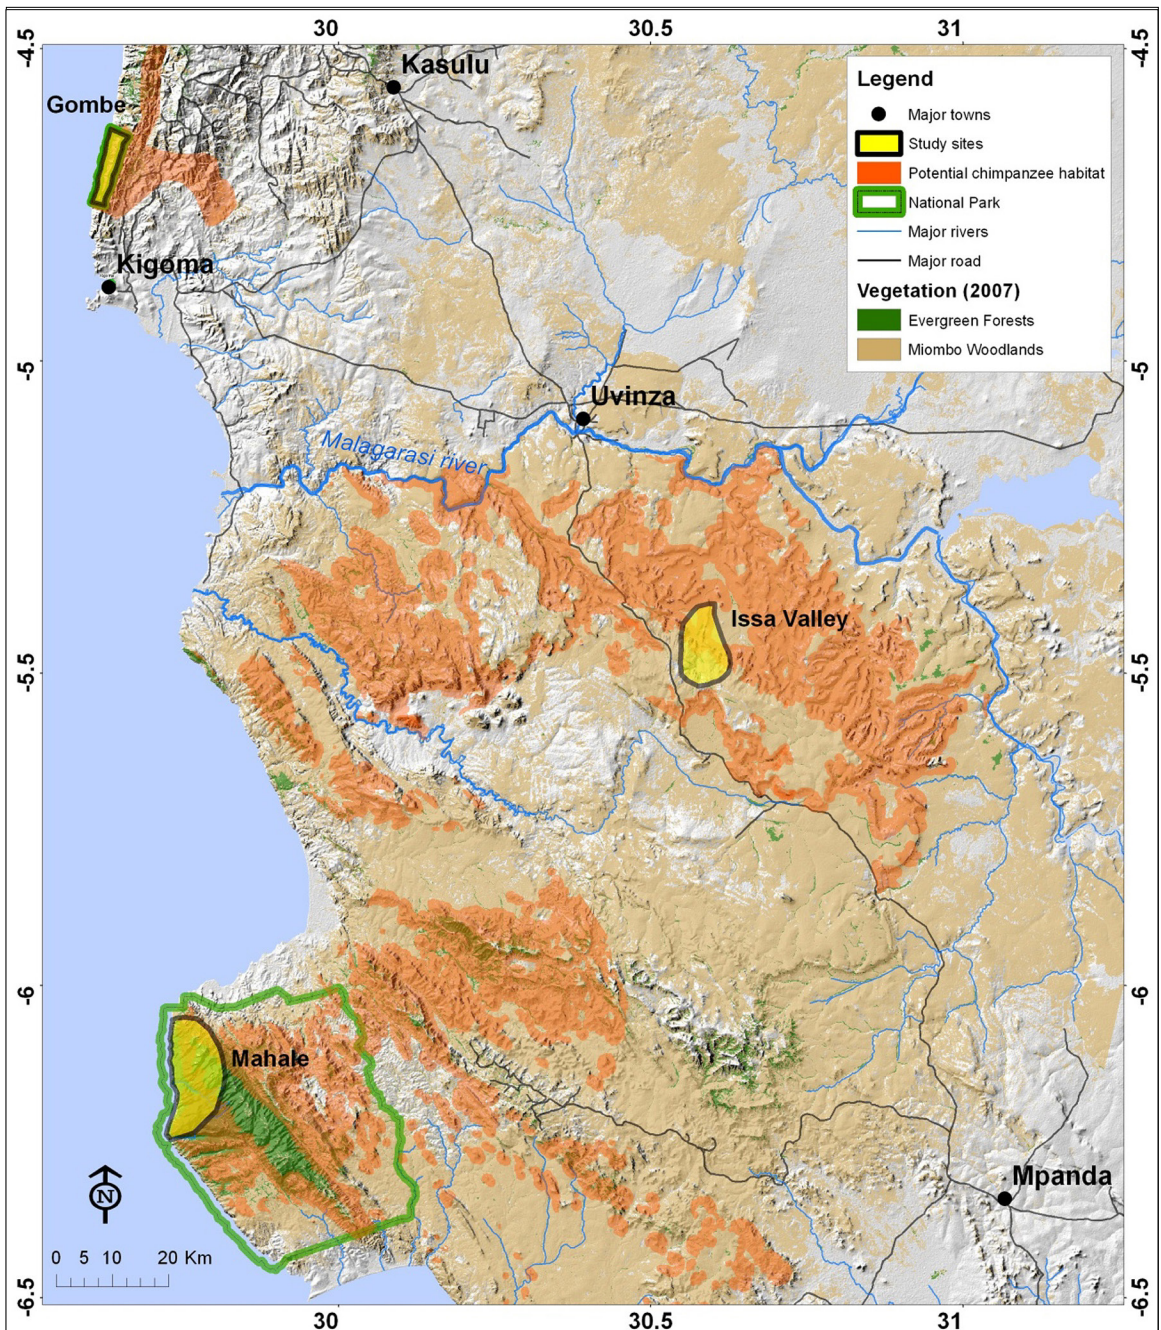 30 30.5 31
-4.5 -4.5
Kasulu
Gombe
Legend
Major towns
Study sites
Potential chimpanzee habitat
National Park
Major rivers
Major road
Vegetation (2007)
Evergreen Forests
Miombo Woodlands
Kigoma
-5 -5
Uvinza
Malagarasi river
Issa Valley
-5.5 -5.5
-6 -6
Mahale
N
Mpanda
0 5 10 20 Km
-6.5 -6.5
30 30.5 31